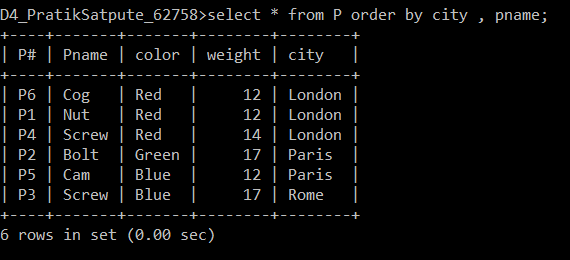 D4_PratikSatpute_62758>select * from P order by city , pname;
+----+-------+-------+--------+--------+
| P# | Pname | color | weight | city   |
+----+-------+-------+--------+--------+
| P6 | Cog   | Red   |     12 | London |
| P1 | Nut   | Red   |     12 | London |
| P4 | Screw | Red   |     14 | London |
| P2 | Bolt  | Green |     17 | Paris  |
| P5 | Cam   | Blue  |     12 | Paris  |
| P3 | Screw | Blue  |     17 | Rome   |
+----+-------+-------+--------+--------+
6 rows in set (0.00 sec)